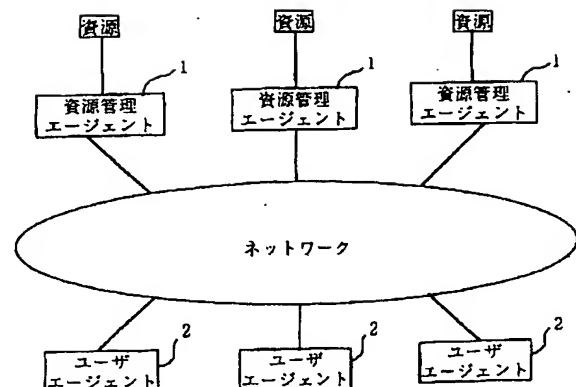 資源
資源
資源
1
1
1
資源管理
エージェント
資源管理
エージェント
資源管理
エージェント
ネットワーク
2
2
2
ユーザ
エージェント
ユーザ
エージェント
ユーザ
エージェント